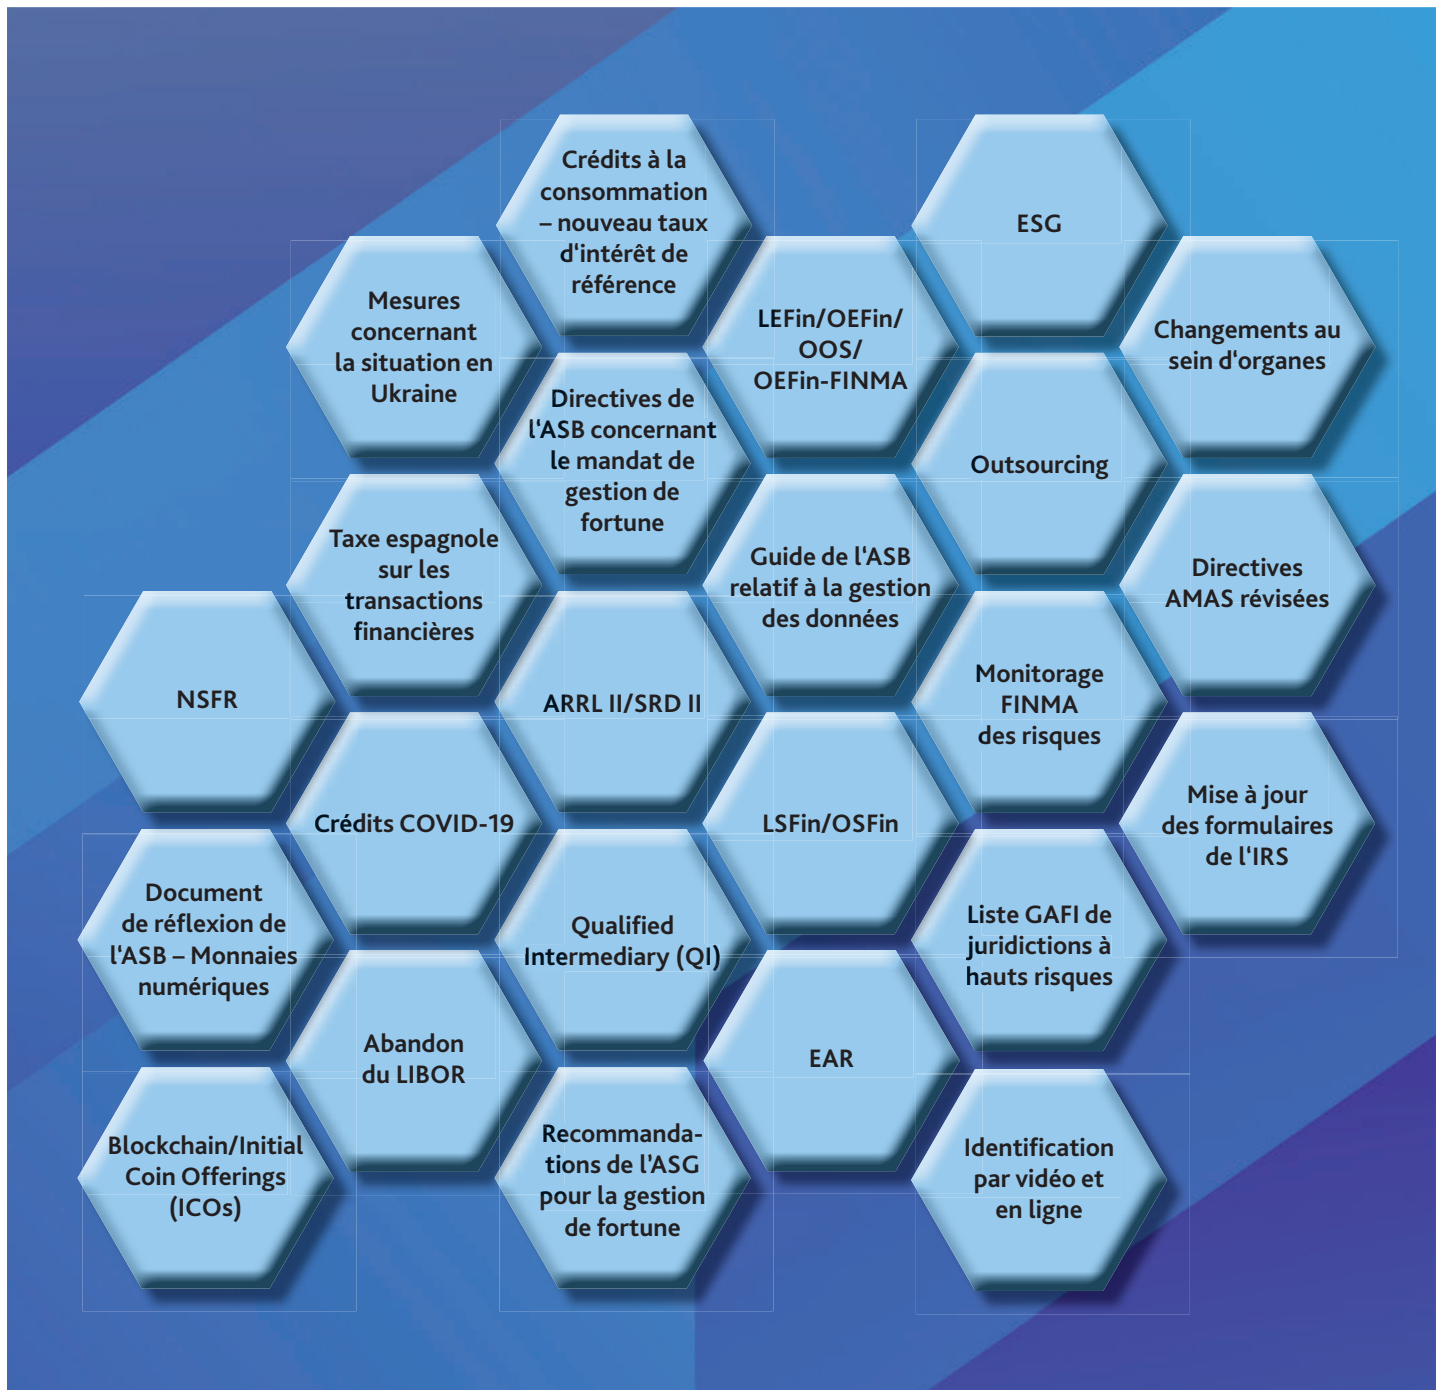 Crédits à la
consommation
– nouveau taux
d‘intérêt de
référence
ESG
Mesures
concernant
la situation en
Ukraine
LEFin/OEFin/
OOS/
OEFin-FINMA
Changements au
sein d‘organes
Directives de
l‘ASB concernant
le mandat de
gestion de
fortune
Outsourcing
Taxe espagnole
sur les
transactions
financières
Guide de l‘ASB
relatif à la gestion
des données
Directives
AMAS révisées
NSFR
ARRL II/SRD II
Monitorage
FINMA
des risques
Crédits COVID-19
LSFin/OSFin
Mise à jour
des formulaires
de l‘IRS
Document
de réflexion de
l‘ASB – Monnaies
numériques
Qualified
Intermediary (QI)
Liste GAFI de
juridictions à
hauts risques
Abandon
du LIBOR
EAR
Blockchain/Initial
Coin Offerings
(ICOs)
Recommanda-
tions de l’ASG
pour la gestion
de fortune
Identification
par vidéo et
en ligne